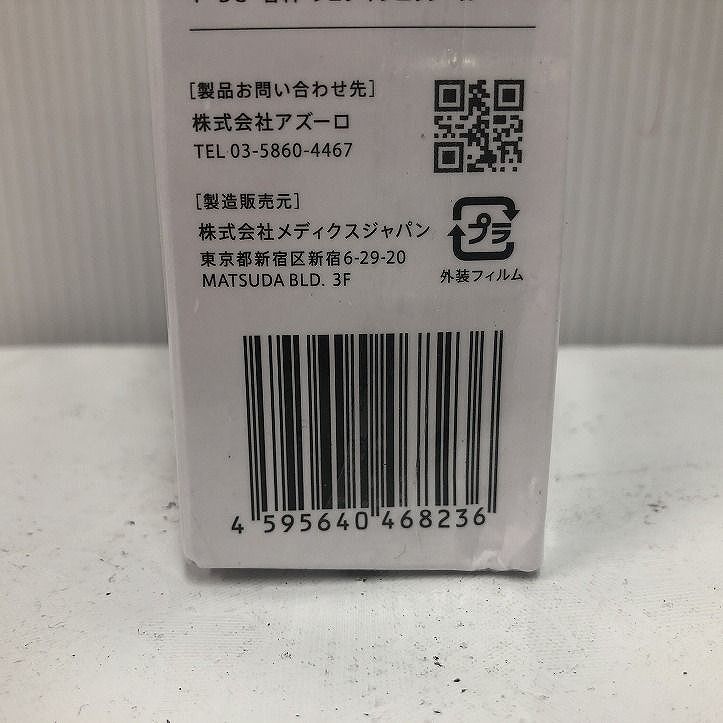 [製品お問い合わせ先]
株式会社アズーロ
TEL 03-5860-4467
[製造販売元]
株式会社メディクスジャパン
東京都新宿区新宿6-29-20
MATSUDA BLD. 3F
プラ
外装フィルム
4 595640 468236